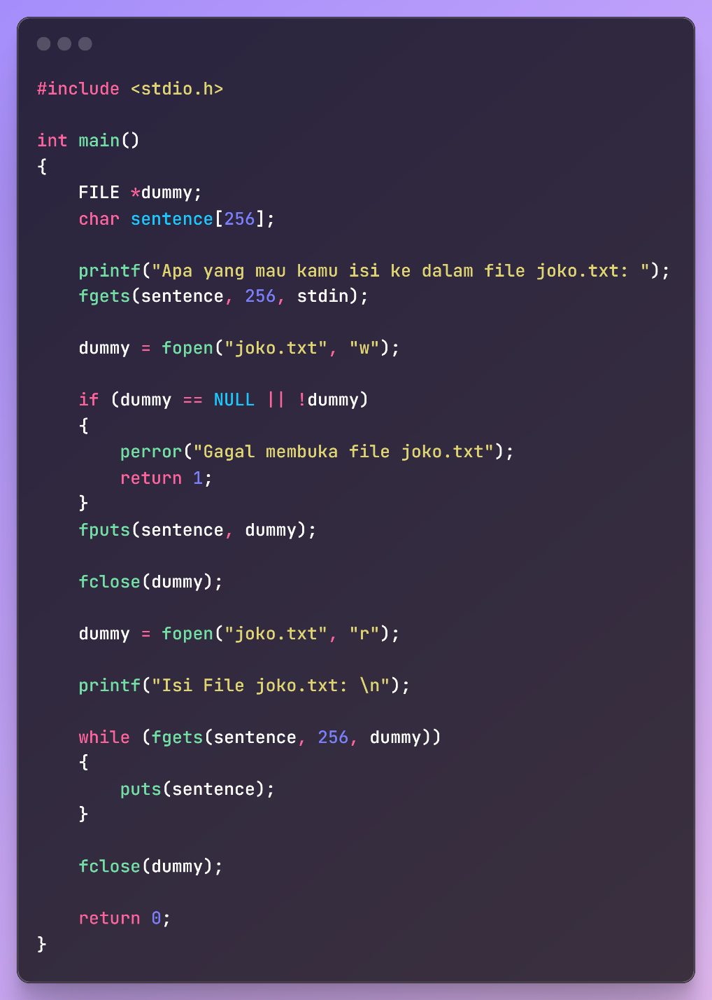 #include <stdio.h>
int main()
{
    FILE *dummy;
    char sentence[256];
    printf("Apa yang mau kamu isi ke dalam file joko.txt: ");
    fgets(sentence, 256, stdin);
    dummy = fopen("joko.txt", "w");
    if (dummy == NULL || !dummy)
    {
        perror("Gagal membuka file joko.txt");
        return 1;
    }
    fputs(sentence, dummy);
    fclose(dummy);
    dummy = fopen("joko.txt", "r");
    printf("Isi File joko.txt: \n");
    while (fgets(sentence, 256, dummy))
    {
        puts(sentence);
    }
    fclose(dummy);
    return 0;
}